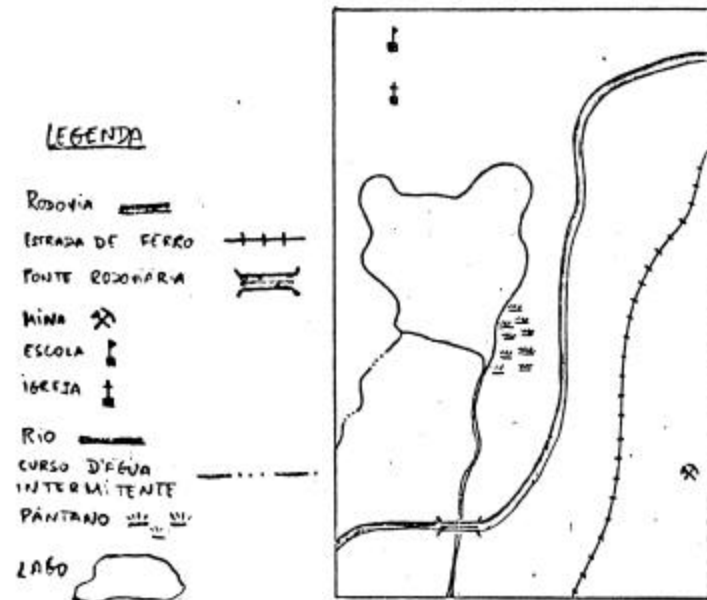 LEGENDA
RODOVIA
ESTRADA DE FERRO
PONTE RODOVIÁRIA
MINA
ESCOLA
IGREJA
RIO
CURSO D'ÁGUA
INTERMITENTE
PÂNTANO
LAGO